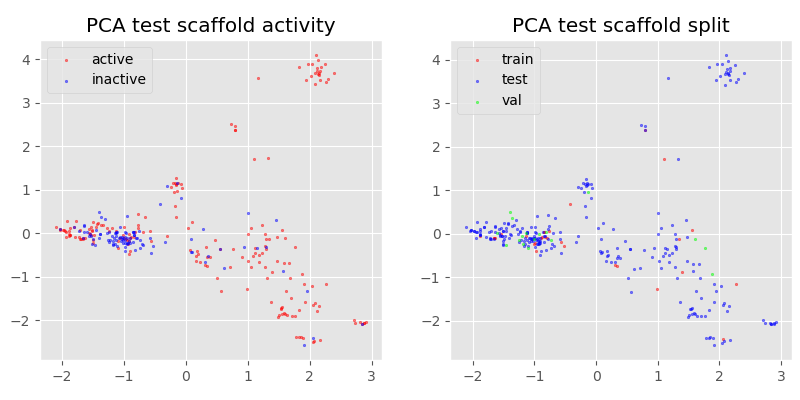 PCA test scaffold activity
active
inactive
4
3
2
1
0
−1
−2
−2 −1 0 1 2 3
PCA test scaffold split
train
test
val
4
3
2
1
0
−1
−2
−2 −1 0 1 2 3